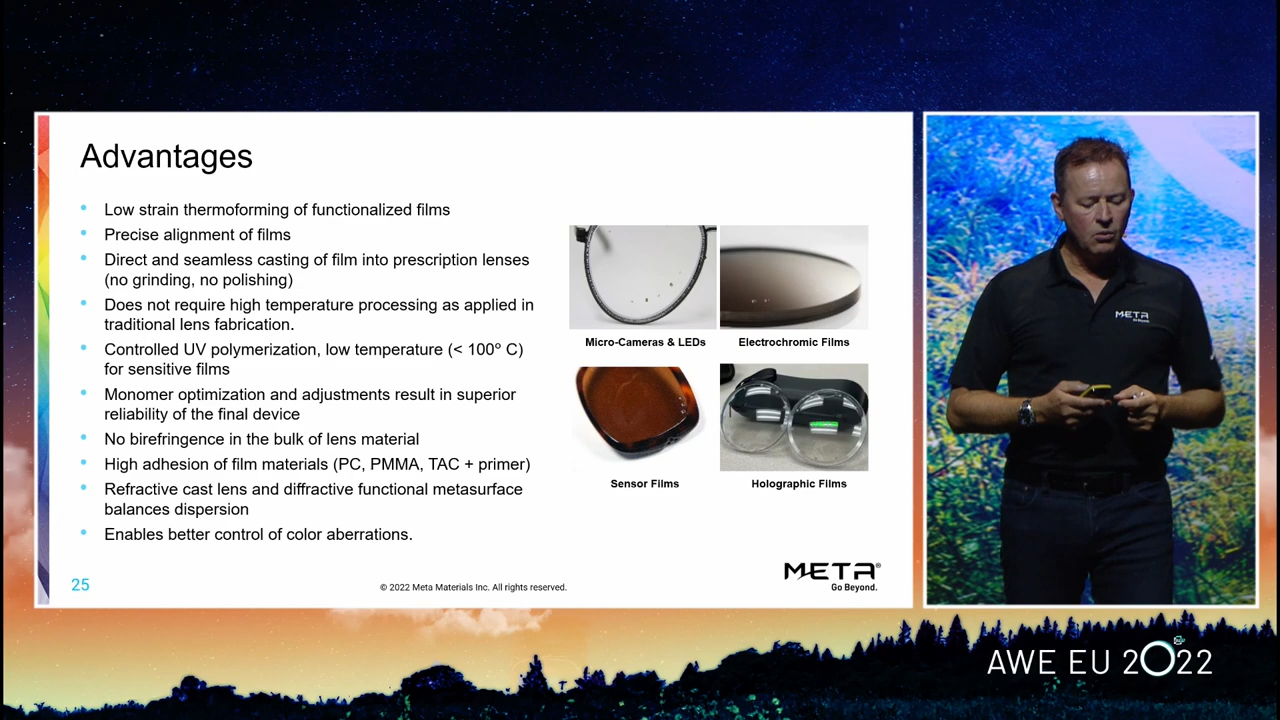 Advantages
Low strain thermoforming of functionalized films
Precise alignment of films
Direct and seamless casting of film into prescription lenses
(no grinding, no polishing)
Does not require high temperature processing as applied in
traditional lens fabrication.
Controlled UV polymerization, low temperature (< 100° C)
for sensitive films
Monomer optimization and adjustments result in superior
reliability of the final device
No birefringence in the bulk of lens material
High adhesion of film materials (PC, PMMA, TAC + primer)
Refractive cast lens and diffractive functional metasurface
balances dispersion
Enables better control of color aberrations.
Micro-Cameras & LEDs
Electrochromic Films
Sensor Films
Holographic Films
25
© 2022 Meta Materials Inc. All rights reserved.
META®
Go Beyond.
META
Go Beyond.
AWE EU 2022